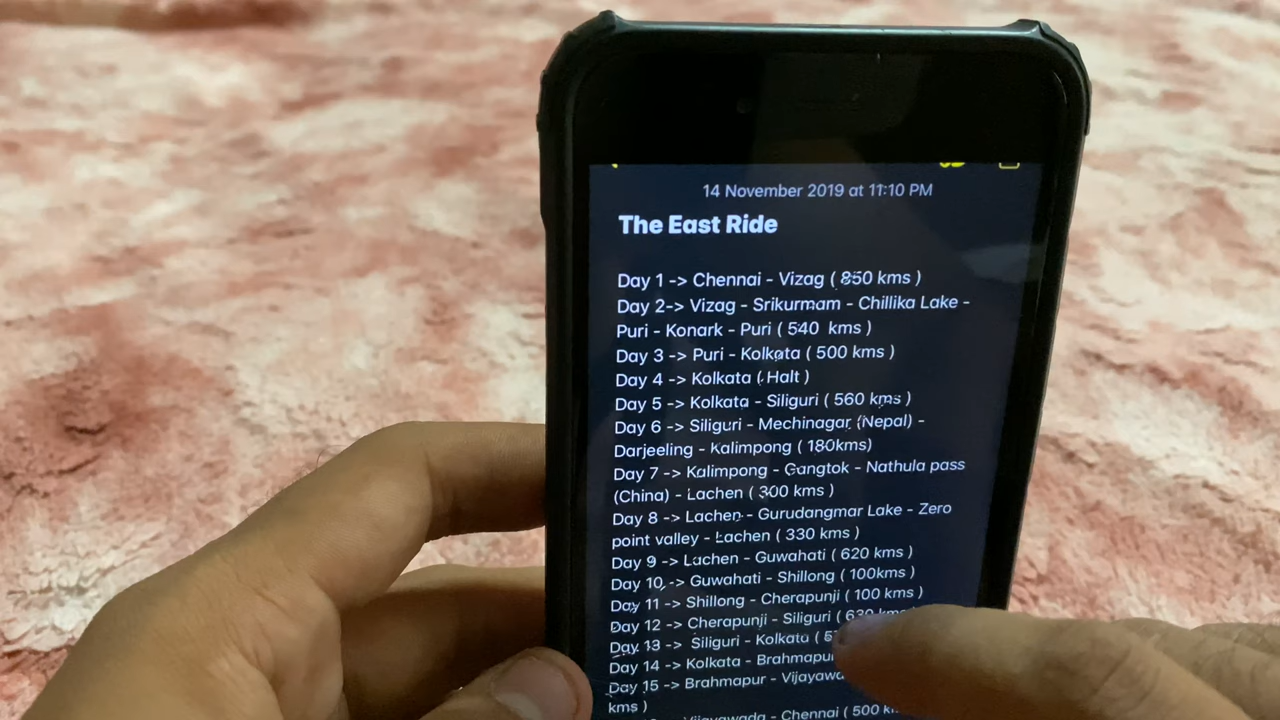 14 November 2019 at 11:10 PM
The East Ride
Day 1 -> Chennai - Vizag ( 850 kms )
Day 2-> Vizag - Srikurmam - Chillika Lake -
Puri - Konark - Puri ( 540 kms )
Day 3 -> Puri - Kolkata ( 500 kms )
Day 4 -> Kolkata ( Halt )
Day 5 -> Kolkata - Siliguri ( 560 kms )
Day 6 -> Siliguri - Mechinagar (Nepal) -
Darjeeling - Kalimpong ( 180kms)
Day 7 -> Kalimpong - Gangtok - Nathula pass
(China) - Lachen ( 300 kms )
Day 8 -> Lachen - Gurudangmar Lake - Zero
point valley - Lachen ( 330 kms )
Day 9 -> Lachen - Guwahati ( 620 kms )
Day 10 -> Guwahati - Shillong ( 100kms )
Day 11 -> Shillong - Cherapunji ( 100 kms )
Day 12 -> Cherapunji - Siliguri ( 630 kms
Day 13 -> Siliguri - Kolkata (
Day 14 -> Kolkata - Brahmapur
Day 15 -> Brahmapur -
kms )
Vijayawada - Chennai ( 500